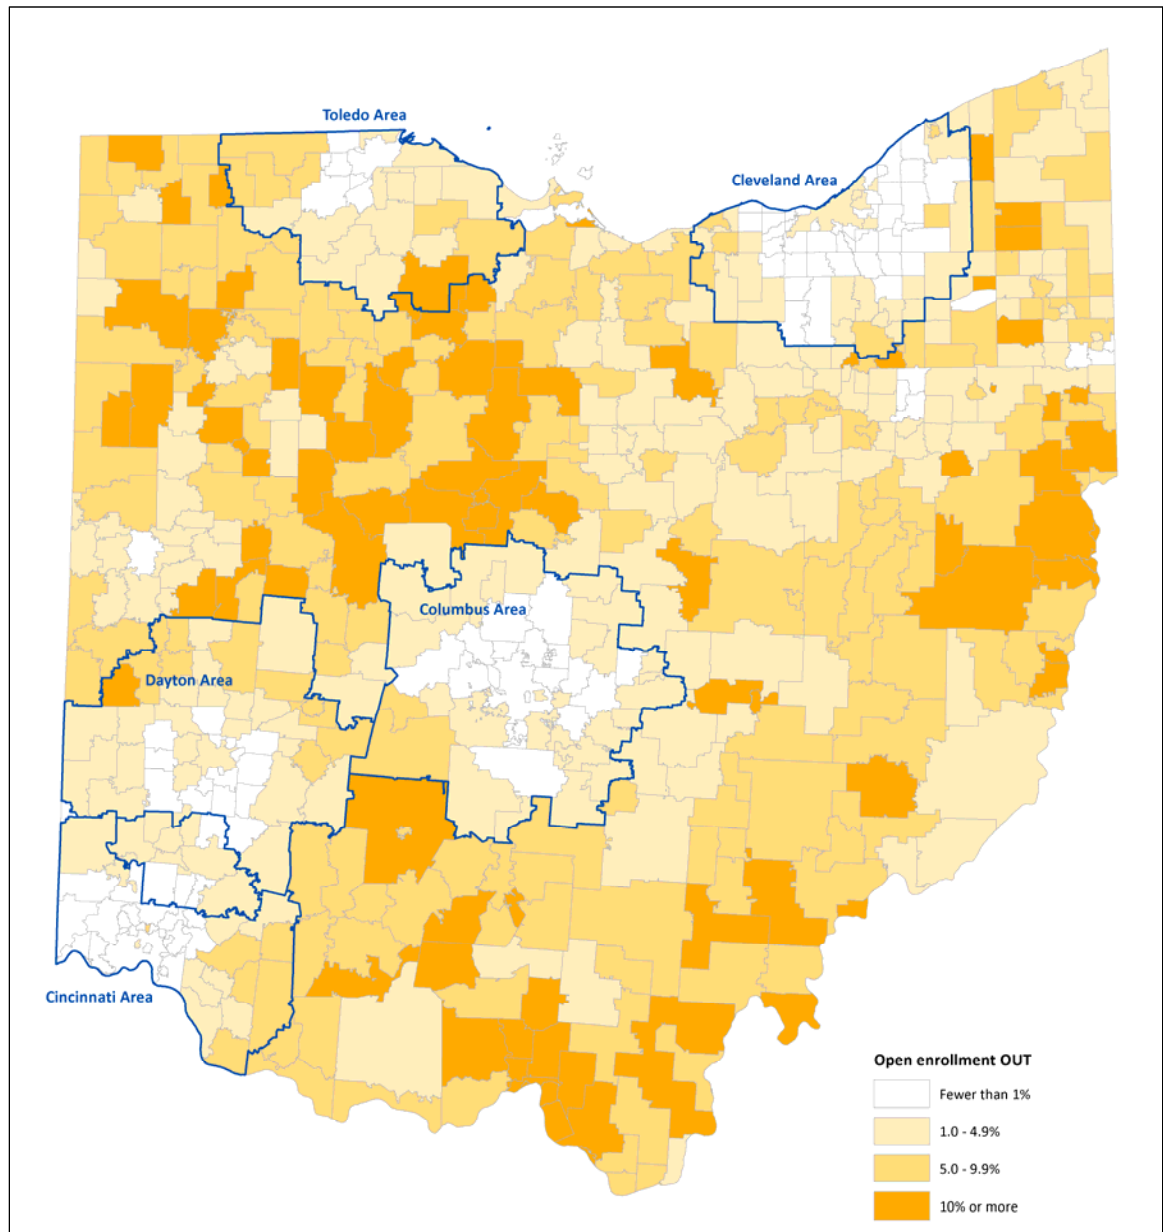 Toledo Area
Cleveland Area
Columbus Area
Dayton Area
Cincinnati Area
Open enrollment OUT
Fewer than 1%
1.0 - 4.9%
5.0 - 9.9%
10% or more